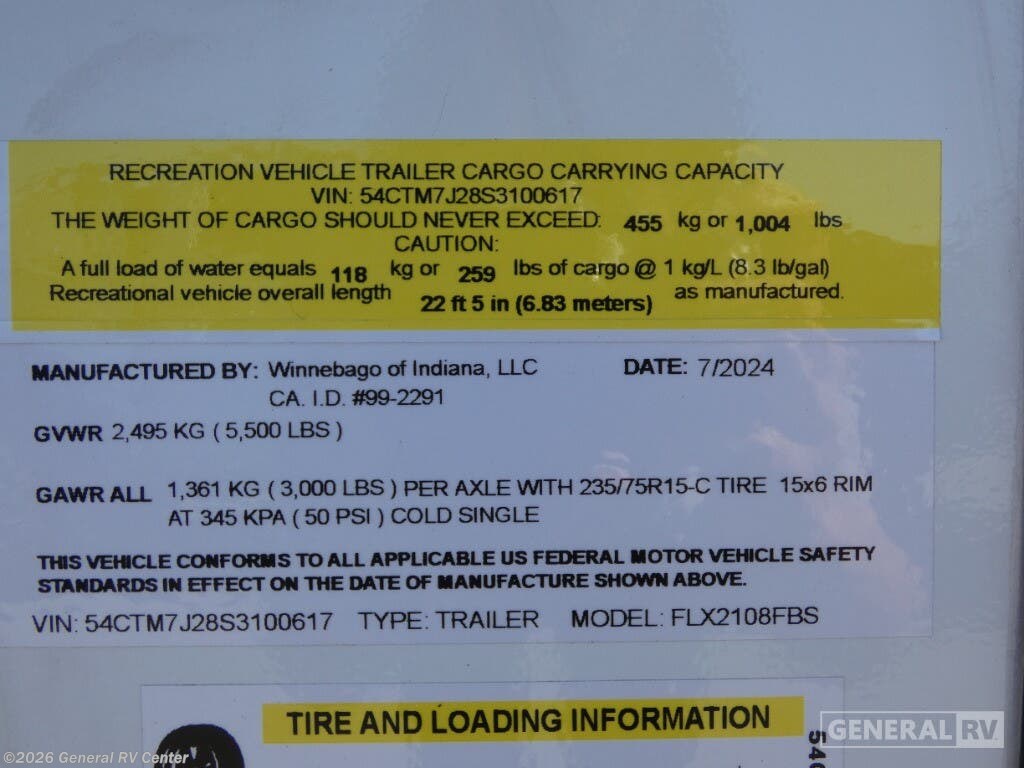 RECREATION VEHICLE TRAILER CARGO CARRYING CAPACITY
VIN: 54CTM7J28S3100617
THE WEIGHT OF CARGO SHOULD NEVER EXCEED: 455 kg or 1,004 lbs
CAUTION:
A full load of water equals 118 kg or 259 lbs of cargo @ 1 kg/L (8.3 lb/gal)
Recreational vehicle overall length 22 ft 5 in (6.83 meters) as manufactured.
MANUFACTURED BY: Winnebago of Indiana, LLC DATE: 7/2024
CA. I.D. #99-2291
GVWR 2,495 KG ( 5,500 LBS )
GAWR ALL 1,361 KG ( 3,000 LBS ) PER AXLE WITH 235/75R15-C TIRE 15x6 RIM
AT 345 KPA ( 50 PSI ) COLD SINGLE
THIS VEHICLE CONFORMS TO ALL APPLICABLE US FEDERAL MOTOR VEHICLE SAFETY
STANDARDS IN EFFECT ON THE DATE OF MANUFACTURE SHOWN ABOVE.
VIN: 54CTM7J28S3100617 TYPE: TRAILER MODEL: FLX2108FBS
TIRE AND LOADING INFORMATION
GENERAL RV
©2026 General RV Center